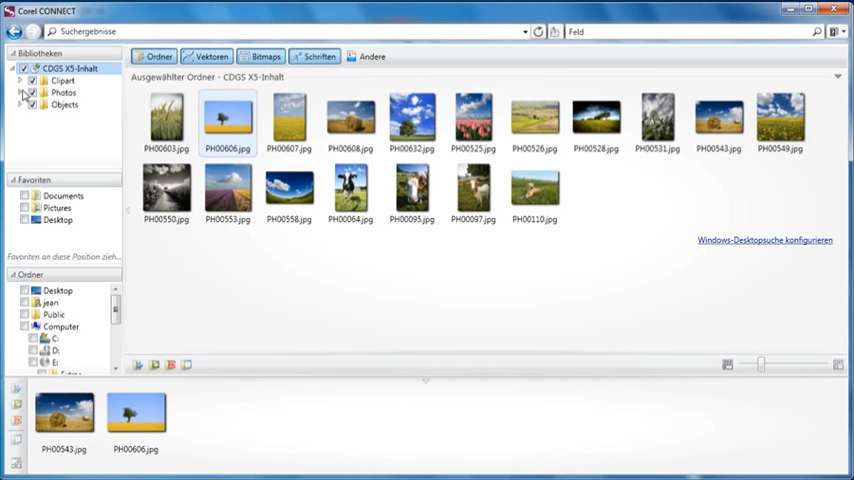 Corel CONNECT
Suchergebnisse
Feld
Bibliotheken
CDGS X5-Inhalt
Clipart
Photos
Objects
Ordner
Vektoren
Bitmaps
Schriften
Andere
Ausgewählter Ordner - CDGS X5-Inhalt
PH00603.jpg
PH00606.jpg
PH00607.jpg
PH00608.jpg
PH00632.jpg
PH00525.jpg
PH00526.jpg
PH00528.jpg
PH00531.jpg
PH00543.jpg
PH00549.jpg
PH00550.jpg
PH00553.jpg
PH00558.jpg
PH00064.jpg
PH00095.jpg
PH00097.jpg
PH00110.jpg
Windows-Desktopsuche konfigurieren
Favoriten
Documents
Pictures
Desktop
Favoriten an diese Position zieh...
Ordner
Desktop
jean
Public
Computer
C:
D:
E:
PH00543.jpg
PH00606.jpg